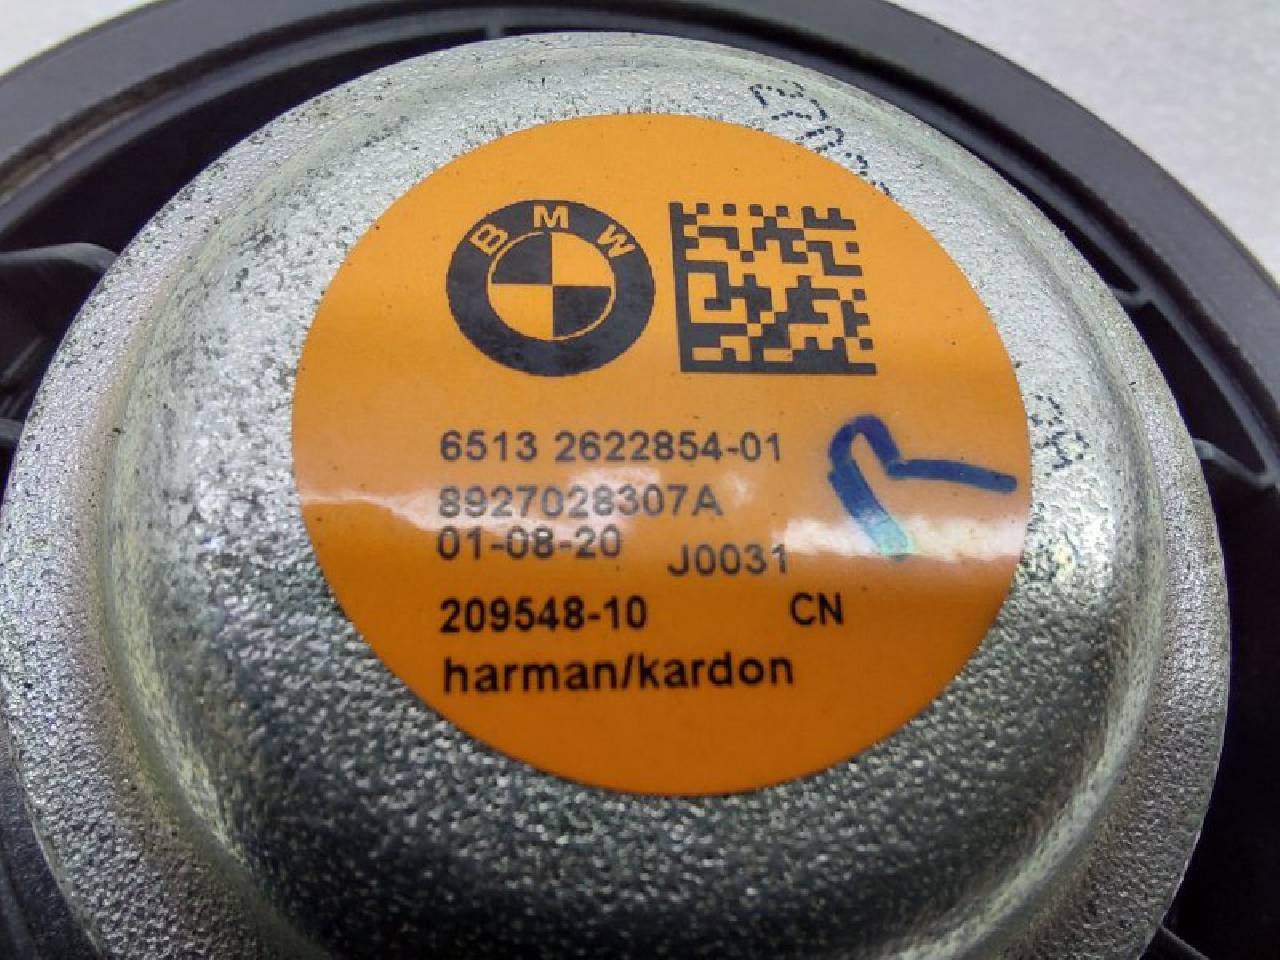 BMW
6513 2622854-01
8927028307A
01-08-20 J0031
209548-10 CN
harman/kardon